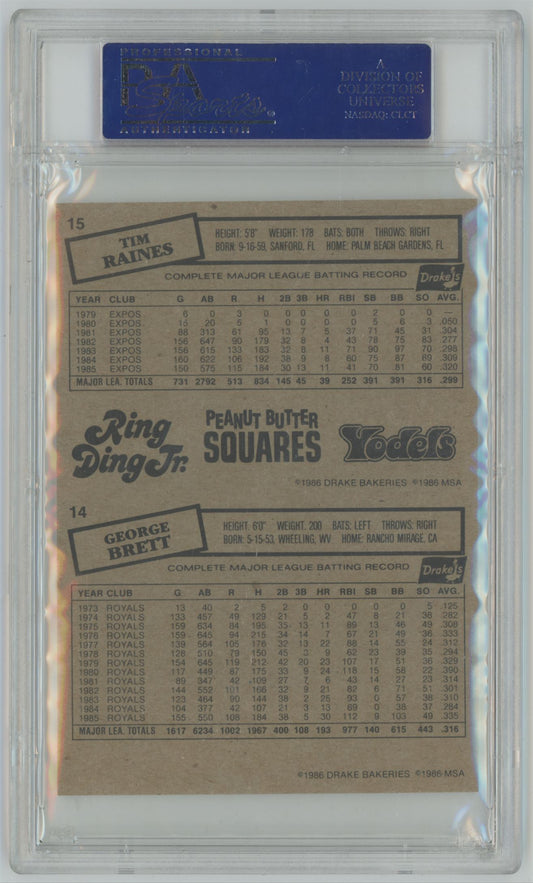 PROFESSIONAL
PSA
AUTHENTICATOR
A
DIVISION OF
COLLECTORS
UNIVERSE
NASDAQ: CLCT
15
TIM
RAINES
HEIGHT: 5'8" WEIGHT: 178 BATS: BOTH THROWS: RIGHT
BORN: 9-16-59, SANFORD, FL HOME: PALM BEACH GARDENS, FL
COMPLETE MAJOR LEAGUE BATTING RECORD
Drake's
YEAR CLUB G AB R H 2B 3B HR RBI SB BB SO AVG.
1979 EXPOS 6 0 3 0 0 0 0 0 2 0 0 —
1980 EXPOS 15 20 5 1 0 0 0 0 5 6 3 .050
1981 EXPOS 88 313 61 95 13 7 5 37 71 45 31 .304
1982 EXPOS 156 647 90 179 32 8 4 43 78 75 83 .277
1983 EXPOS 156 615 133 183 32 8 11 71 90 97 70 .298
1984 EXPOS 160 622 106 192 38 9 8 60 75 87 69 .309
1985 EXPOS 150 575 115 184 30 13 11 41 70 81 60 .320
MAJOR LEA. TOTALS 731 2792 513 834 145 45 39 252 391 391 316 .299
Ring
Ding Jr.
PEANUT BUTTER
SQUARES
Yodels
©1986 DRAKE BAKERIES ©1986 MSA
14
GEORGE
BRETT
HEIGHT: 6'0" WEIGHT: 200 BATS: LEFT THROWS: RIGHT
BORN: 5-15-53, WHEELING, WV HOME: RANCHO MIRAGE, CA
COMPLETE MAJOR LEAGUE BATTING RECORD
Drake's
YEAR CLUB G AB R H 2B 3B HR RBI SB BB SO AVG.
1973 ROYALS 13 40 2 5 2 0 0 0 0 0 5 .125
1974 ROYALS 133 457 49 129 21 5 2 47 8 21 38 .282
1975 ROYALS 159 634 84 195 35 13 11 89 13 46 49 .308
1976 ROYALS 159 645 94 215 34 14 7 67 21 49 36 .333
1977 ROYALS 139 564 105 176 32 13 22 88 14 55 24 .312
1978 ROYALS 128 510 79 150 45 3 9 62 23 39 35 .294
1979 ROYALS 154 645 119 212 42 20 23 107 17 51 36 .329
1980 ROYALS 117 449 87 175 33 9 24 118 15 58 22 .390
1981 ROYALS 89 347 42 109 27 7 6 43 14 27 23 .314
1982 ROYALS 144 552 101 166 32 9 21 82 6 71 51 .301
1983 ROYALS 123 464 90 144 38 2 25 93 0 57 38 .310
1984 ROYALS 104 377 42 107 21 3 13 69 0 38 37 .284
1985 ROYALS 155 550 108 184 38 5 30 112 9 103 49 .335
MAJOR LEA. TOTALS 1617 6234 1002 1967 400 108 193 977 140 615 443 .316
©1986 DRAKE BAKERIES ©1986 MSA